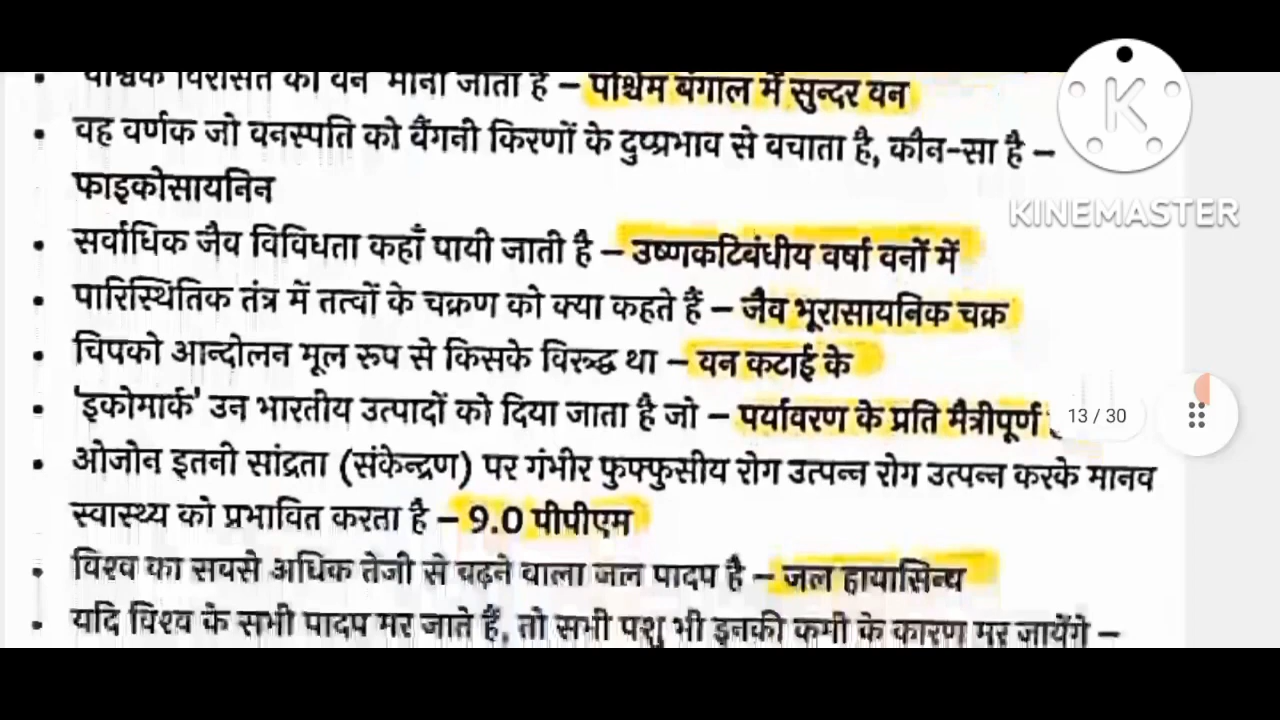 वैश्विक विरासत का वन' माना जाता है – पश्चिम बंगाल में सुन्दर वन
• वह वर्णक जो वनस्पति को बैंगनी किरणों के दुष्प्रभाव से बचाता है, कौन-सा है –
फाइकोसायनिन
• सर्वाधिक जैव विविधता कहाँ पायी जाती है – उष्णकटिबंधीय वर्षा वनों में
• पारिस्थितिक तंत्र में तत्वों के चक्रण को क्या कहते हैं – जैव भूरासायनिक चक्र
• चिपको आन्दोलन मूल रूप से किसके विरुद्ध था – वन कटाई के
• 'इकोमार्क' उन भारतीय उत्पादों को दिया जाता है जो – पर्यावरण के प्रति मैत्रीपूर्ण
• ओजोन इतनी सांद्रता (संकेन्द्रण) पर गंभीर फुफ्फुसीय रोग उत्पन्न रोग उत्पन्न करके मानव
स्वास्थ्य को प्रभावित करता है – 9.0 पीपीएम
• विश्व का सबसे अधिक तेजी से बढ़ने वाला जल पादप है – जल हायासिन्थ
• यदि विश्व के सभी पादप मर जाते हैं, तो सभी पशु भी इनकी कमी के कारण मर जायेंगे –
K
KINEMASTER
13 / 30